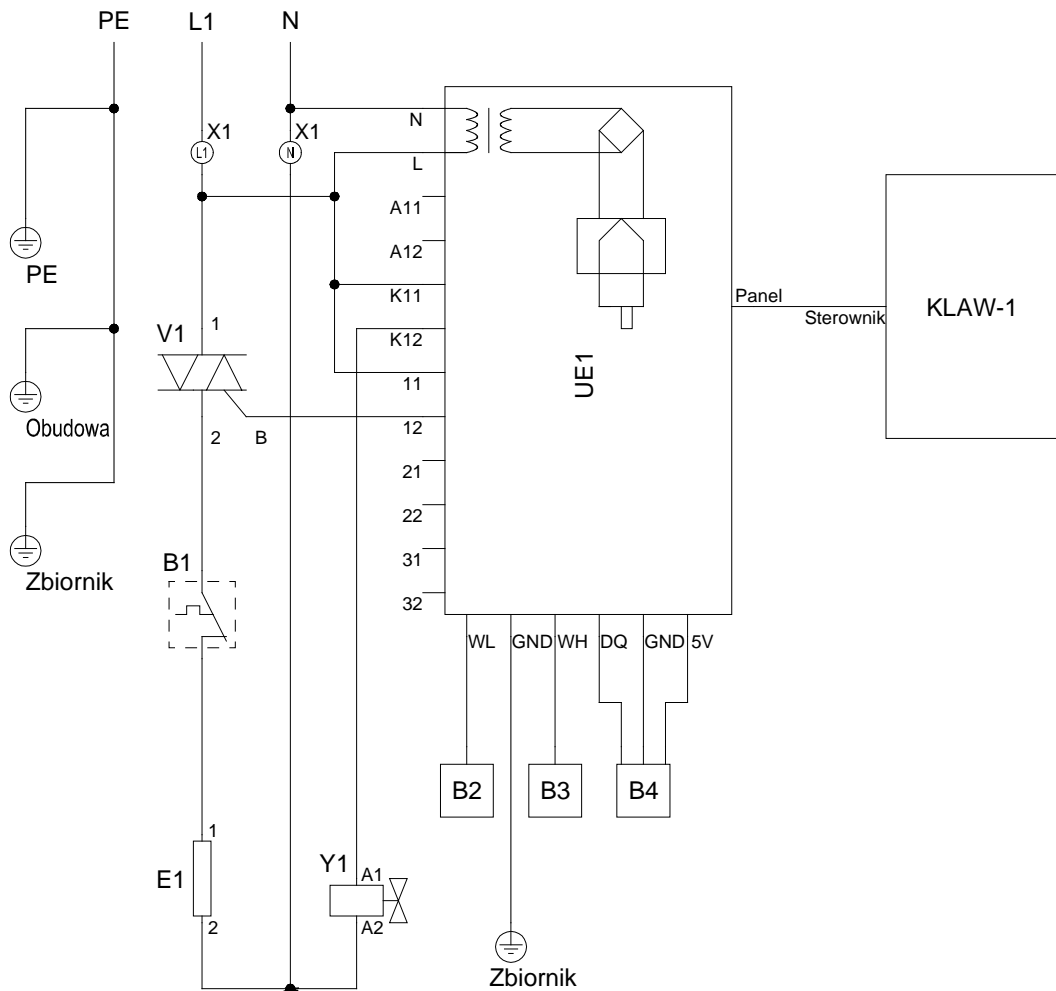 PE L1 N
X1 X1
L1 N
N
L
A11
A12
K11
K12
11
12
21
22
31
32
PE
V1 1
2 B
Obudowa
Zbiornik
B1
UE1
Panel
Sterownik
KLAW-1
WL GND WH DQ GND 5V
B2 B3 B4
1
E1
2
Y1 A1
A2
Zbiornik